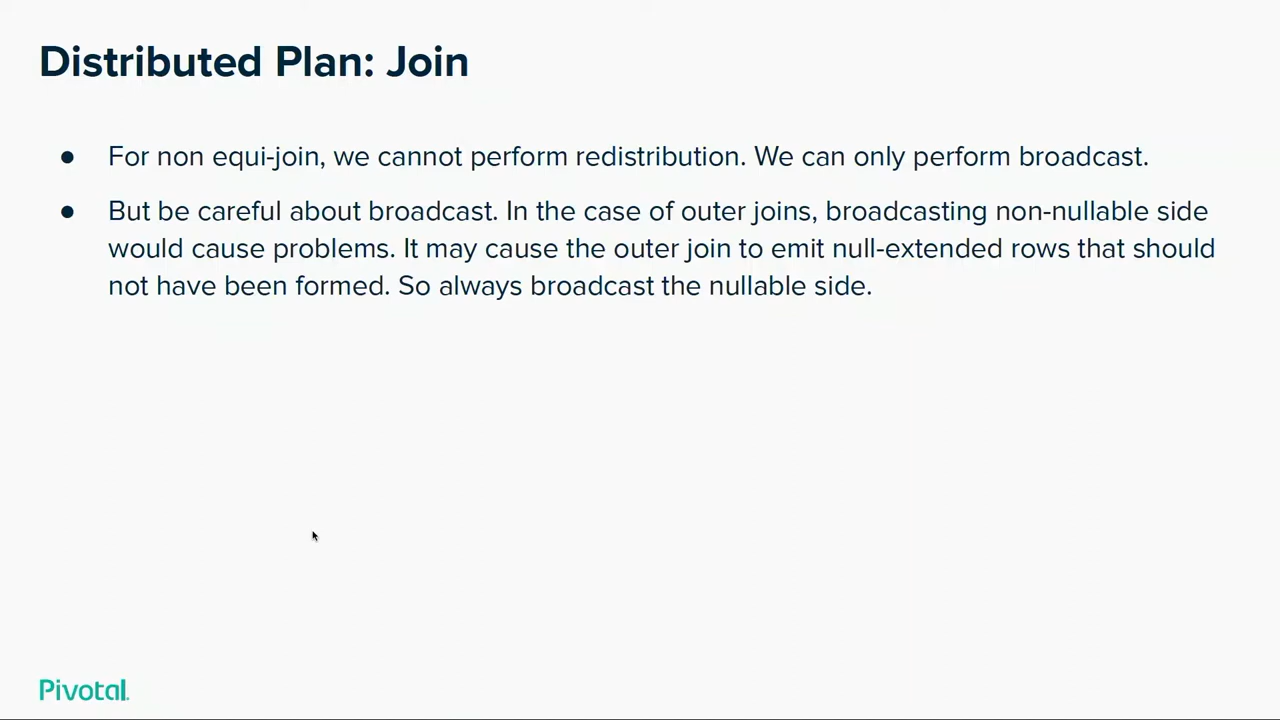 Distributed Plan: Join
● For non equi-join, we cannot perform redistribution. We can only perform broadcast.
● But be careful about broadcast. In the case of outer joins, broadcasting non-nullable side
would cause problems. It may cause the outer join to emit null-extended rows that should
not have been formed. So always broadcast the nullable side.
Pivotal.